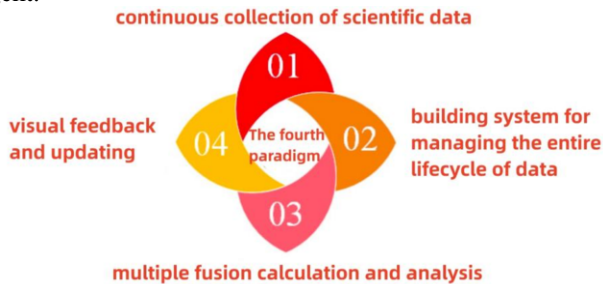 continuous collection of scientific data
01
visual feedback
and updating
04
The fourth
paradigm
02
building system for
managing the entire
lifecycle of data
03
multiple fusion calculation and analysis